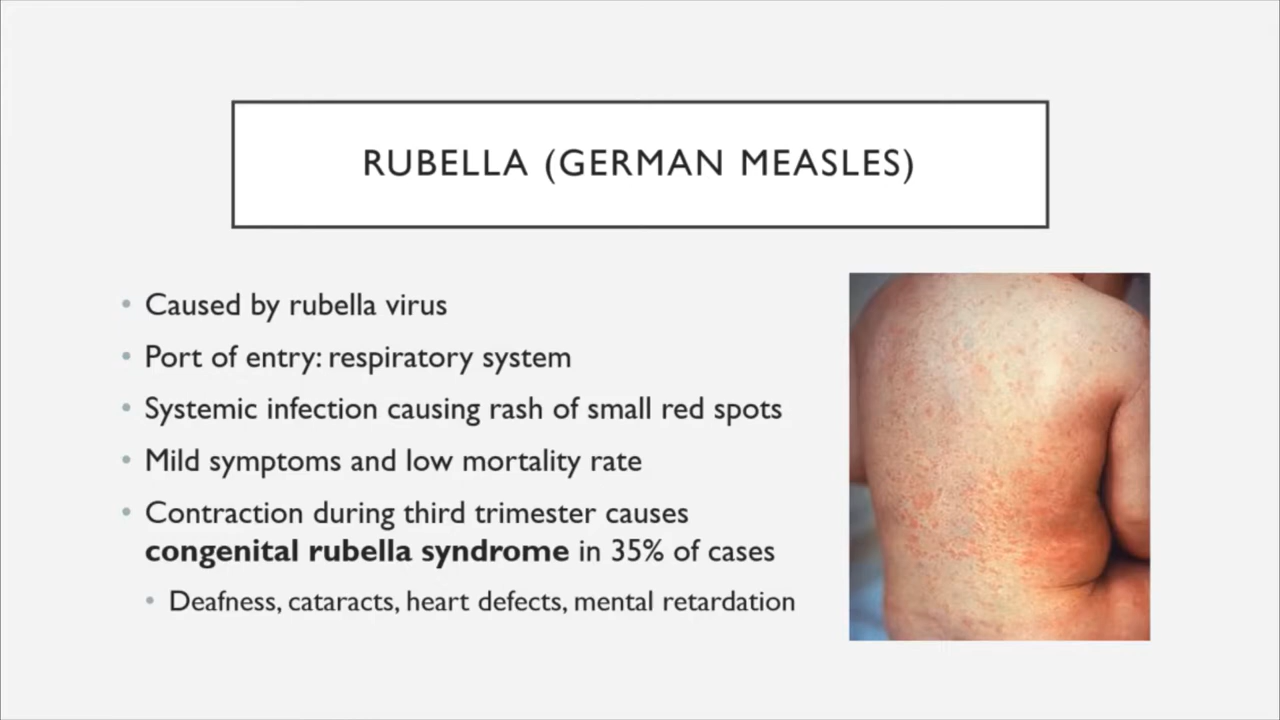 RUBELLA (GERMAN MEASLES)
• Caused by rubella virus
• Port of entry: respiratory system
• Systemic infection causing rash of small red spots
• Mild symptoms and low mortality rate
• Contraction during third trimester causes
congenital rubella syndrome in 35% of cases
• Deafness, cataracts, heart defects, mental retardation